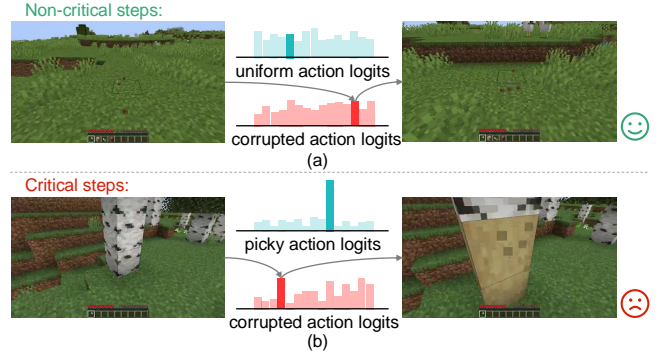 Non-critical steps:
uniform action logits
corrupted action logits
(a)
Critical steps:
picky action logits
corrupted action logits
(b)